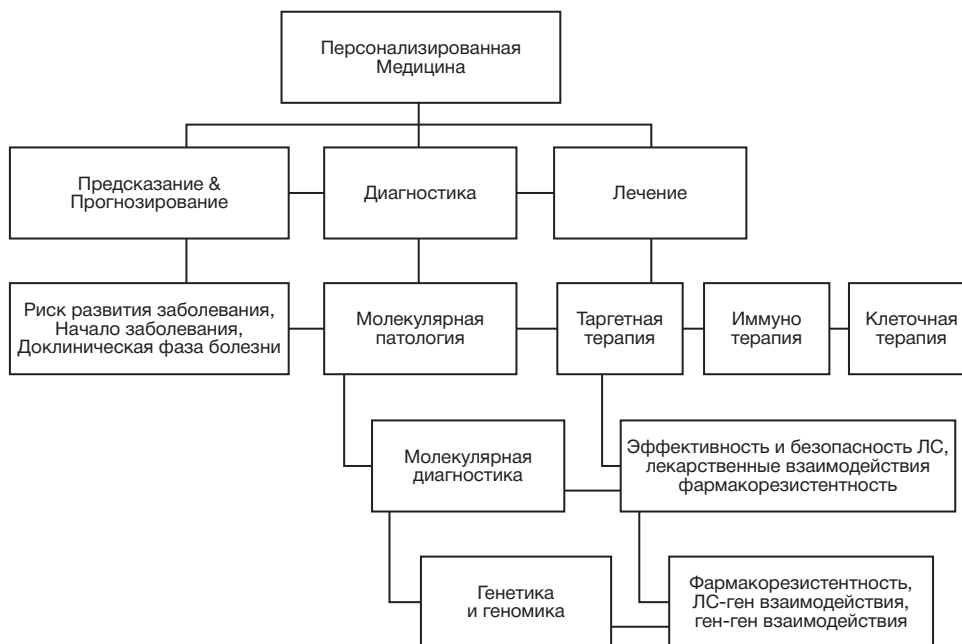 Персонализированная
Медицина
Предсказание &
Прогнозирование
Диагностика
Лечение
Риск развития заболевания,
Начало заболевания,
Доклиническая фаза болезни
Молекулярная
патология
Таргетная
терапия
Иммуно
терапия
Клеточная
терапия
Молекулярная
диагностика
Эффективность и безопасность ЛС,
лекарственные взаимодействия
фармакорезистентность
Генетика
и геномика
Фармакорезистентность,
ЛС-ген взаимодействия,
ген-ген взаимодействия